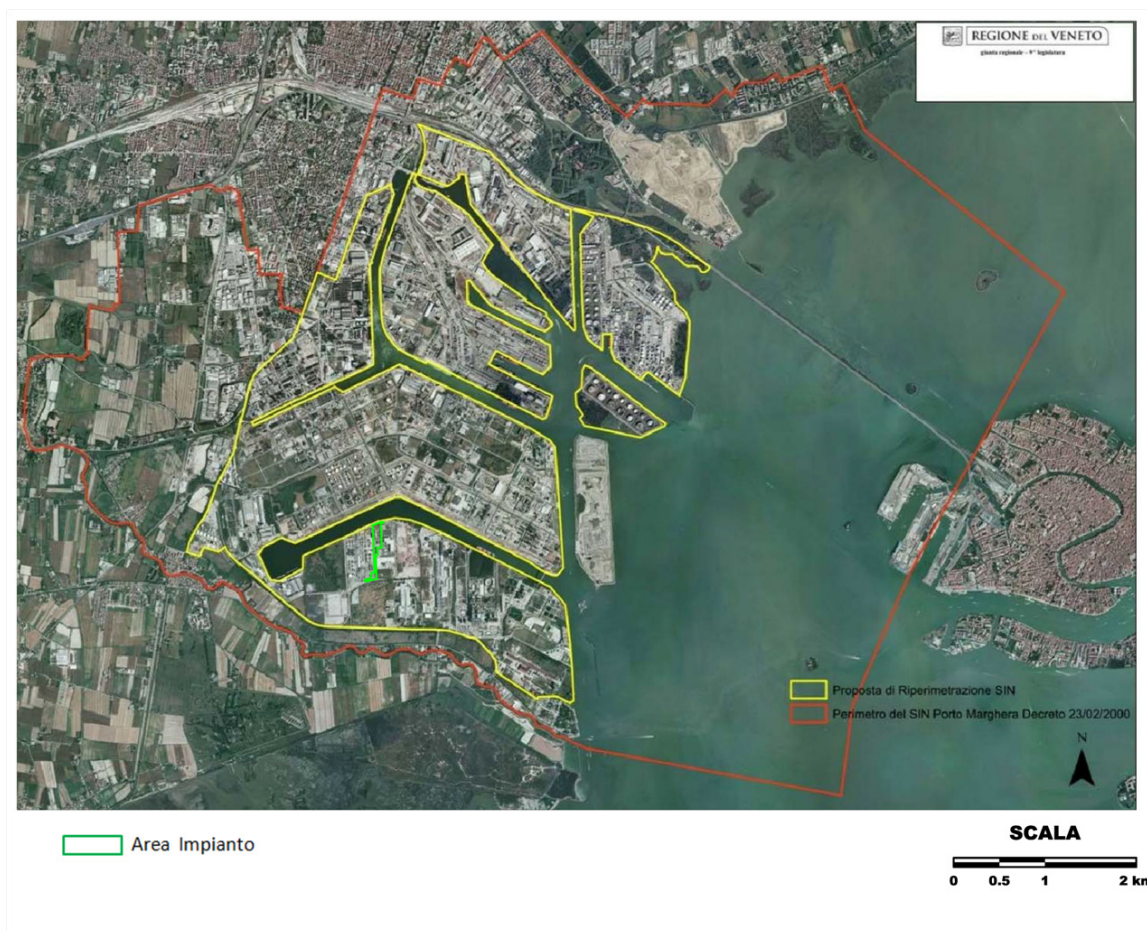 REGIONE DEL VENETO
giunta regionale – 9^ legislatura
Proposta di Riperimetrazione SIN
Perimetro del SIN Porto Marghera Decreto 23/02/2000
N
Area Impianto
SCALA
0 0.5 1 2 km